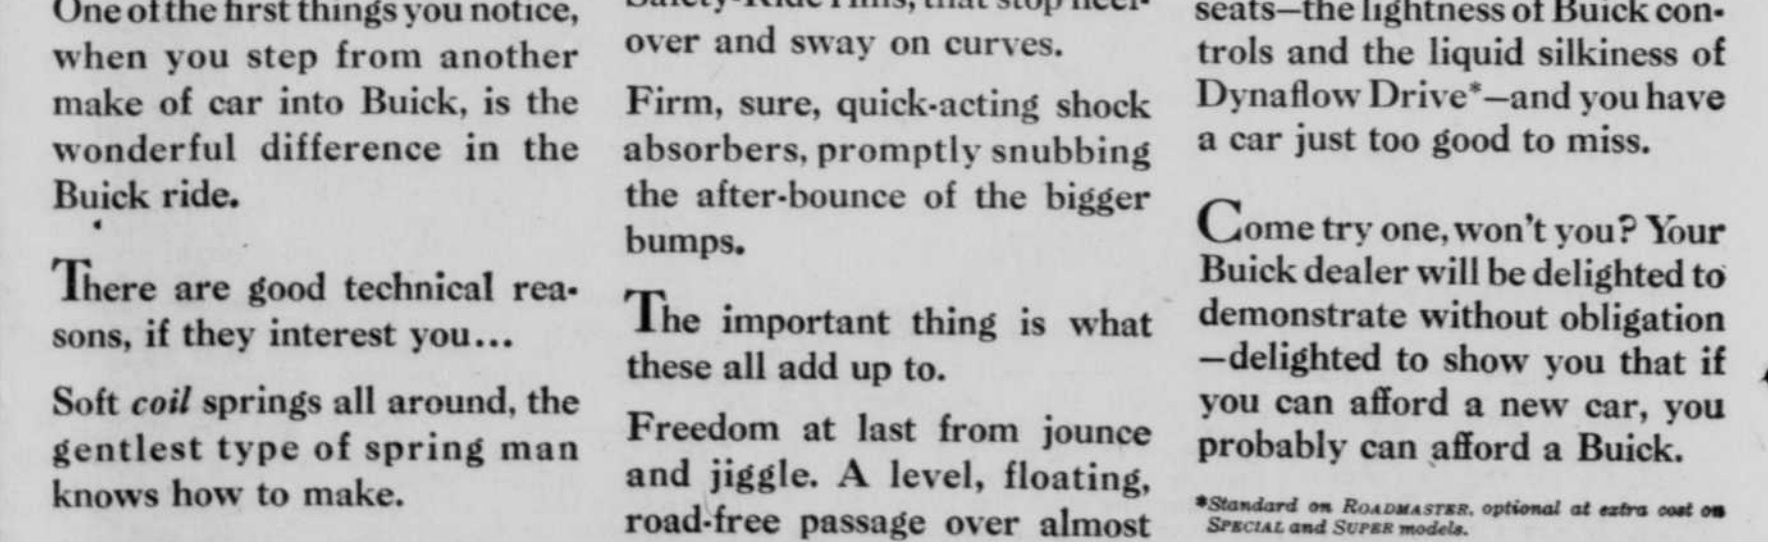 One of the first things you notice,
when you step from another
make of car into Buick, is the
wonderful difference in the
Buick ride.
There are good technical rea-
sons, if they interest you...
Soft coil springs all around, the
gentlest type of spring man
knows how to make.
over and sway on curves.
Firm, sure, quick-acting shock
absorbers, promptly snubbing
the after-bounce of the bigger
bumps.
The important thing is what
these all add up to.
Freedom at last from jounce
and jiggle. A level, floating,
road-free passage over almost
seats—the lightness of Buick con-
trols and the liquid silkiness of
Dynaflow Drive*—and you have
a car just too good to miss.
Come try one, won't you? Your
Buick dealer will be delighted to
demonstrate without obligation
—delighted to show you that if
you can afford a new car, you
probably can afford a Buick.
*Standard on ROADMASTER, optional at extra cost on
SPECIAL and SUPER models.